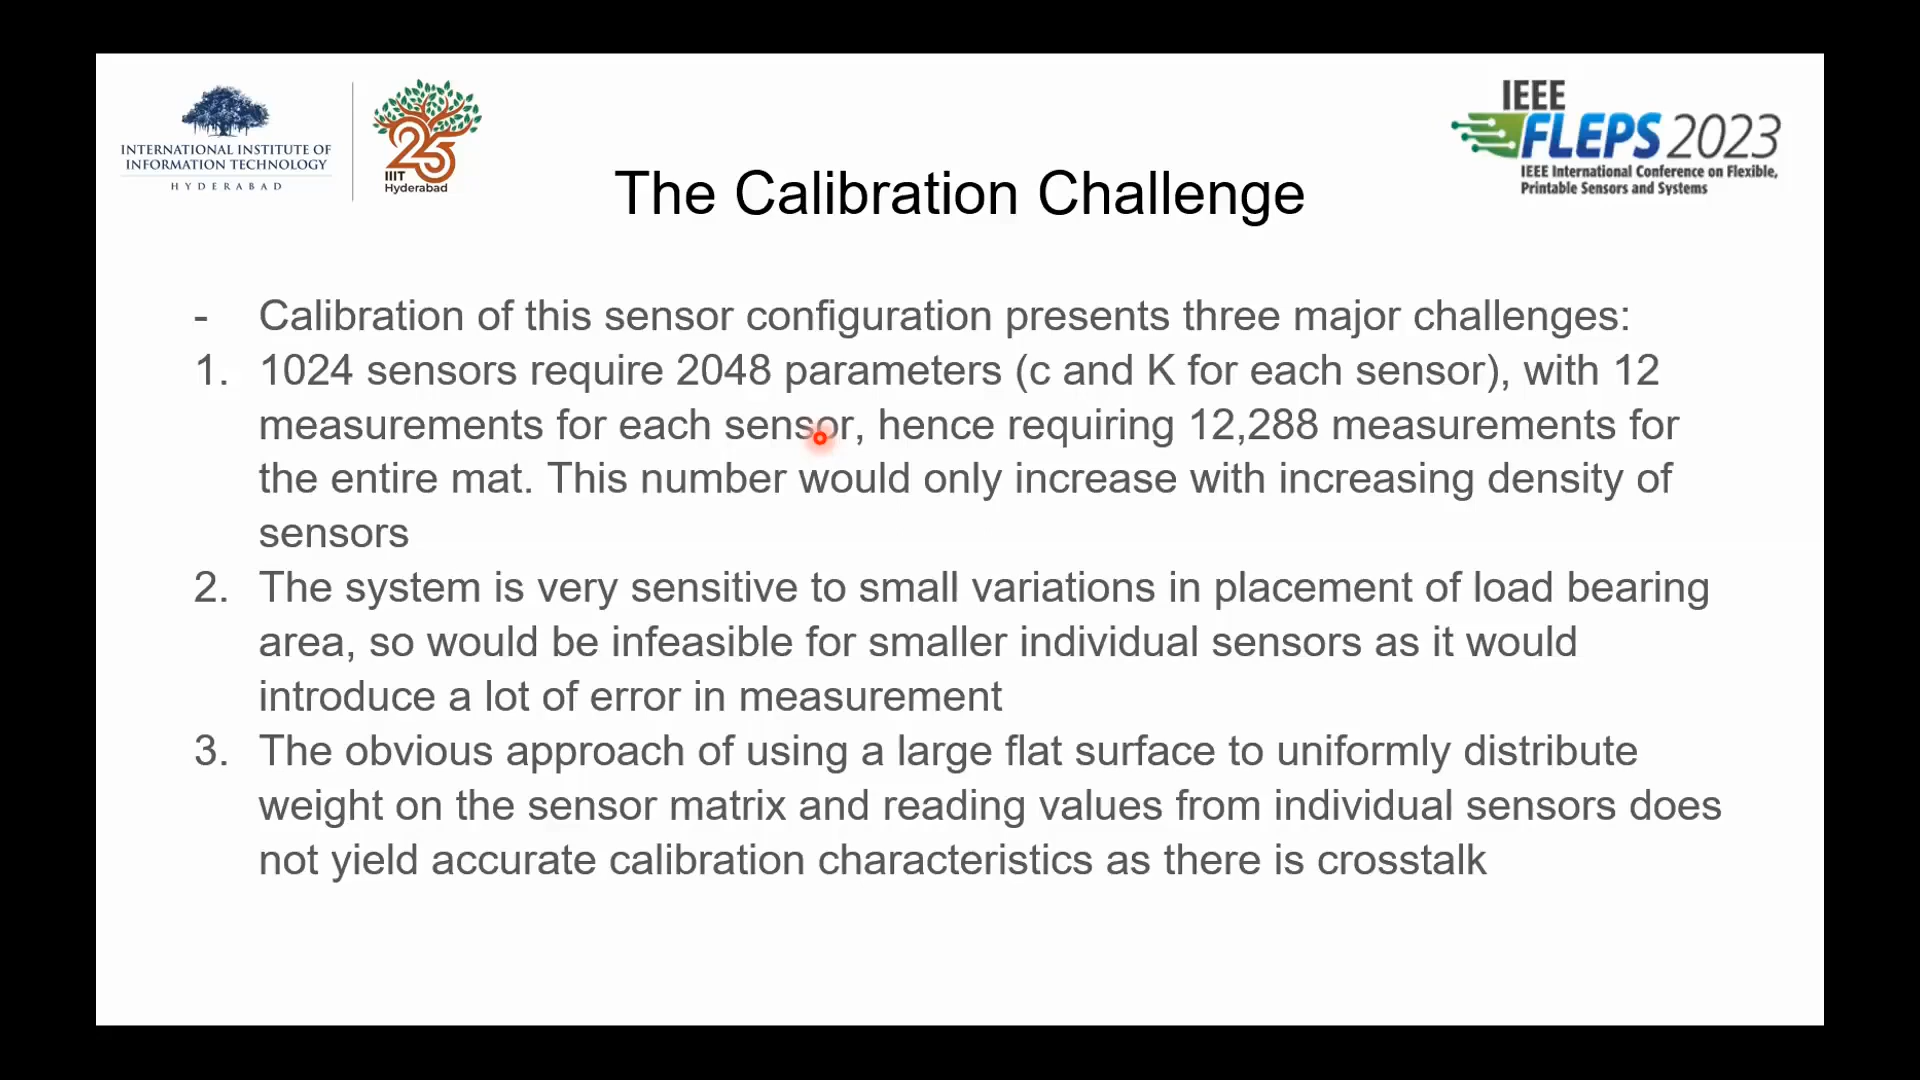 INTERNATIONAL INSTITUTE OF
INFORMATION TECHNOLOGY
HYDERABAD
25
IIIT
Hyderabad
IEEE
FLEPS 2023
IEEE International Conference on Flexible,
Printable Sensors and Systems
The Calibration Challenge
- Calibration of this sensor configuration presents three major challenges:
1. 1024 sensors require 2048 parameters (c and K for each sensor), with 12
measurements for each sensor, hence requiring 12,288 measurements for
the entire mat. This number would only increase with increasing density of
sensors
2. The system is very sensitive to small variations in placement of load bearing
area, so would be infeasible for smaller individual sensors as it would
introduce a lot of error in measurement
3. The obvious approach of using a large flat surface to uniformly distribute
weight on the sensor matrix and reading values from individual sensors does
not yield accurate calibration characteristics as there is crosstalk